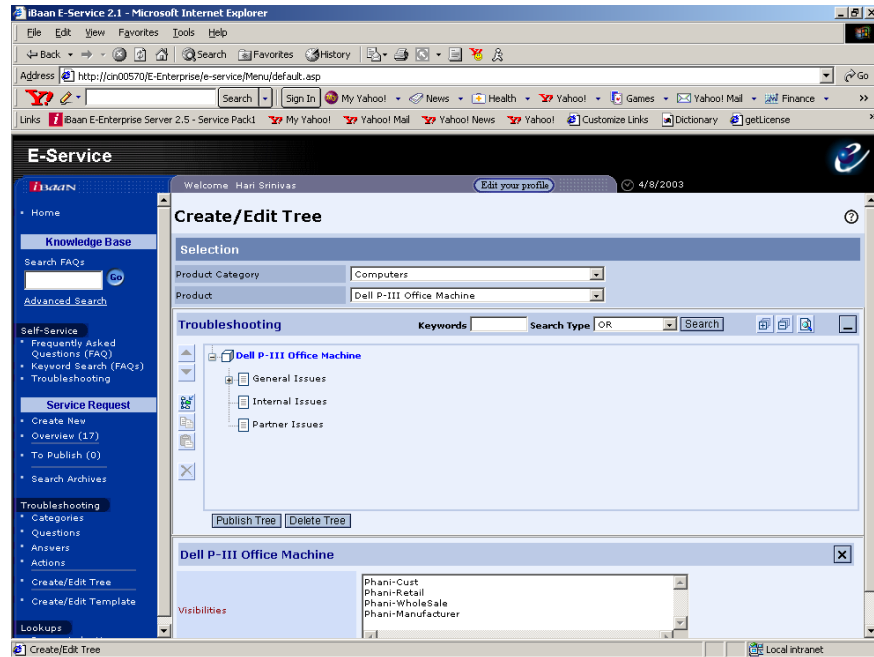 iBaan E-Service 2.1 - Microsoft Internet Explorer
File Edit View Favorites Tools Help
Back Search Favorites History
Address http://cin00570/E-Enterprise/e-service/Menu/default.asp Go
Y! Search Sign In My Yahoo! News Health Yahoo! Games Yahoo! Mail Finance »
Links iBaan E-Enterprise Server 2.5 - Service Pack1 My Yahoo! Yahoo! Mail Yahoo! News Yahoo! Customize Links Dictionary getLicense »
E-Service
iBaan Welcome Hari Srinivas Edit your profile 4/8/2003
Home
Knowledge Base
Search FAQs
Go
Advanced Search
Self-Service
Frequently Asked
Questions (FAQ)
Keyword Search (FAQs)
Troubleshooting
Service Request
Create New
Overview (17)
To Publish (0)
Search Archives
Troubleshooting
Categories
Questions
Answers
Actions
Create/Edit Tree
Create/Edit Template
Lookups
Create/Edit Tree
Selection
Product Category Computers
Product Dell P-III Office Machine
Troubleshooting Keywords Search Type OR Search
Dell P-III Office Machine
General Issues
Internal Issues
Partner Issues
Publish Tree Delete Tree
Dell P-III Office Machine
Visibilities
Phani-Cust
Phani-Retail
Phani-WholeSale
Phani-Manufacturer
Create/Edit Tree Local intranet